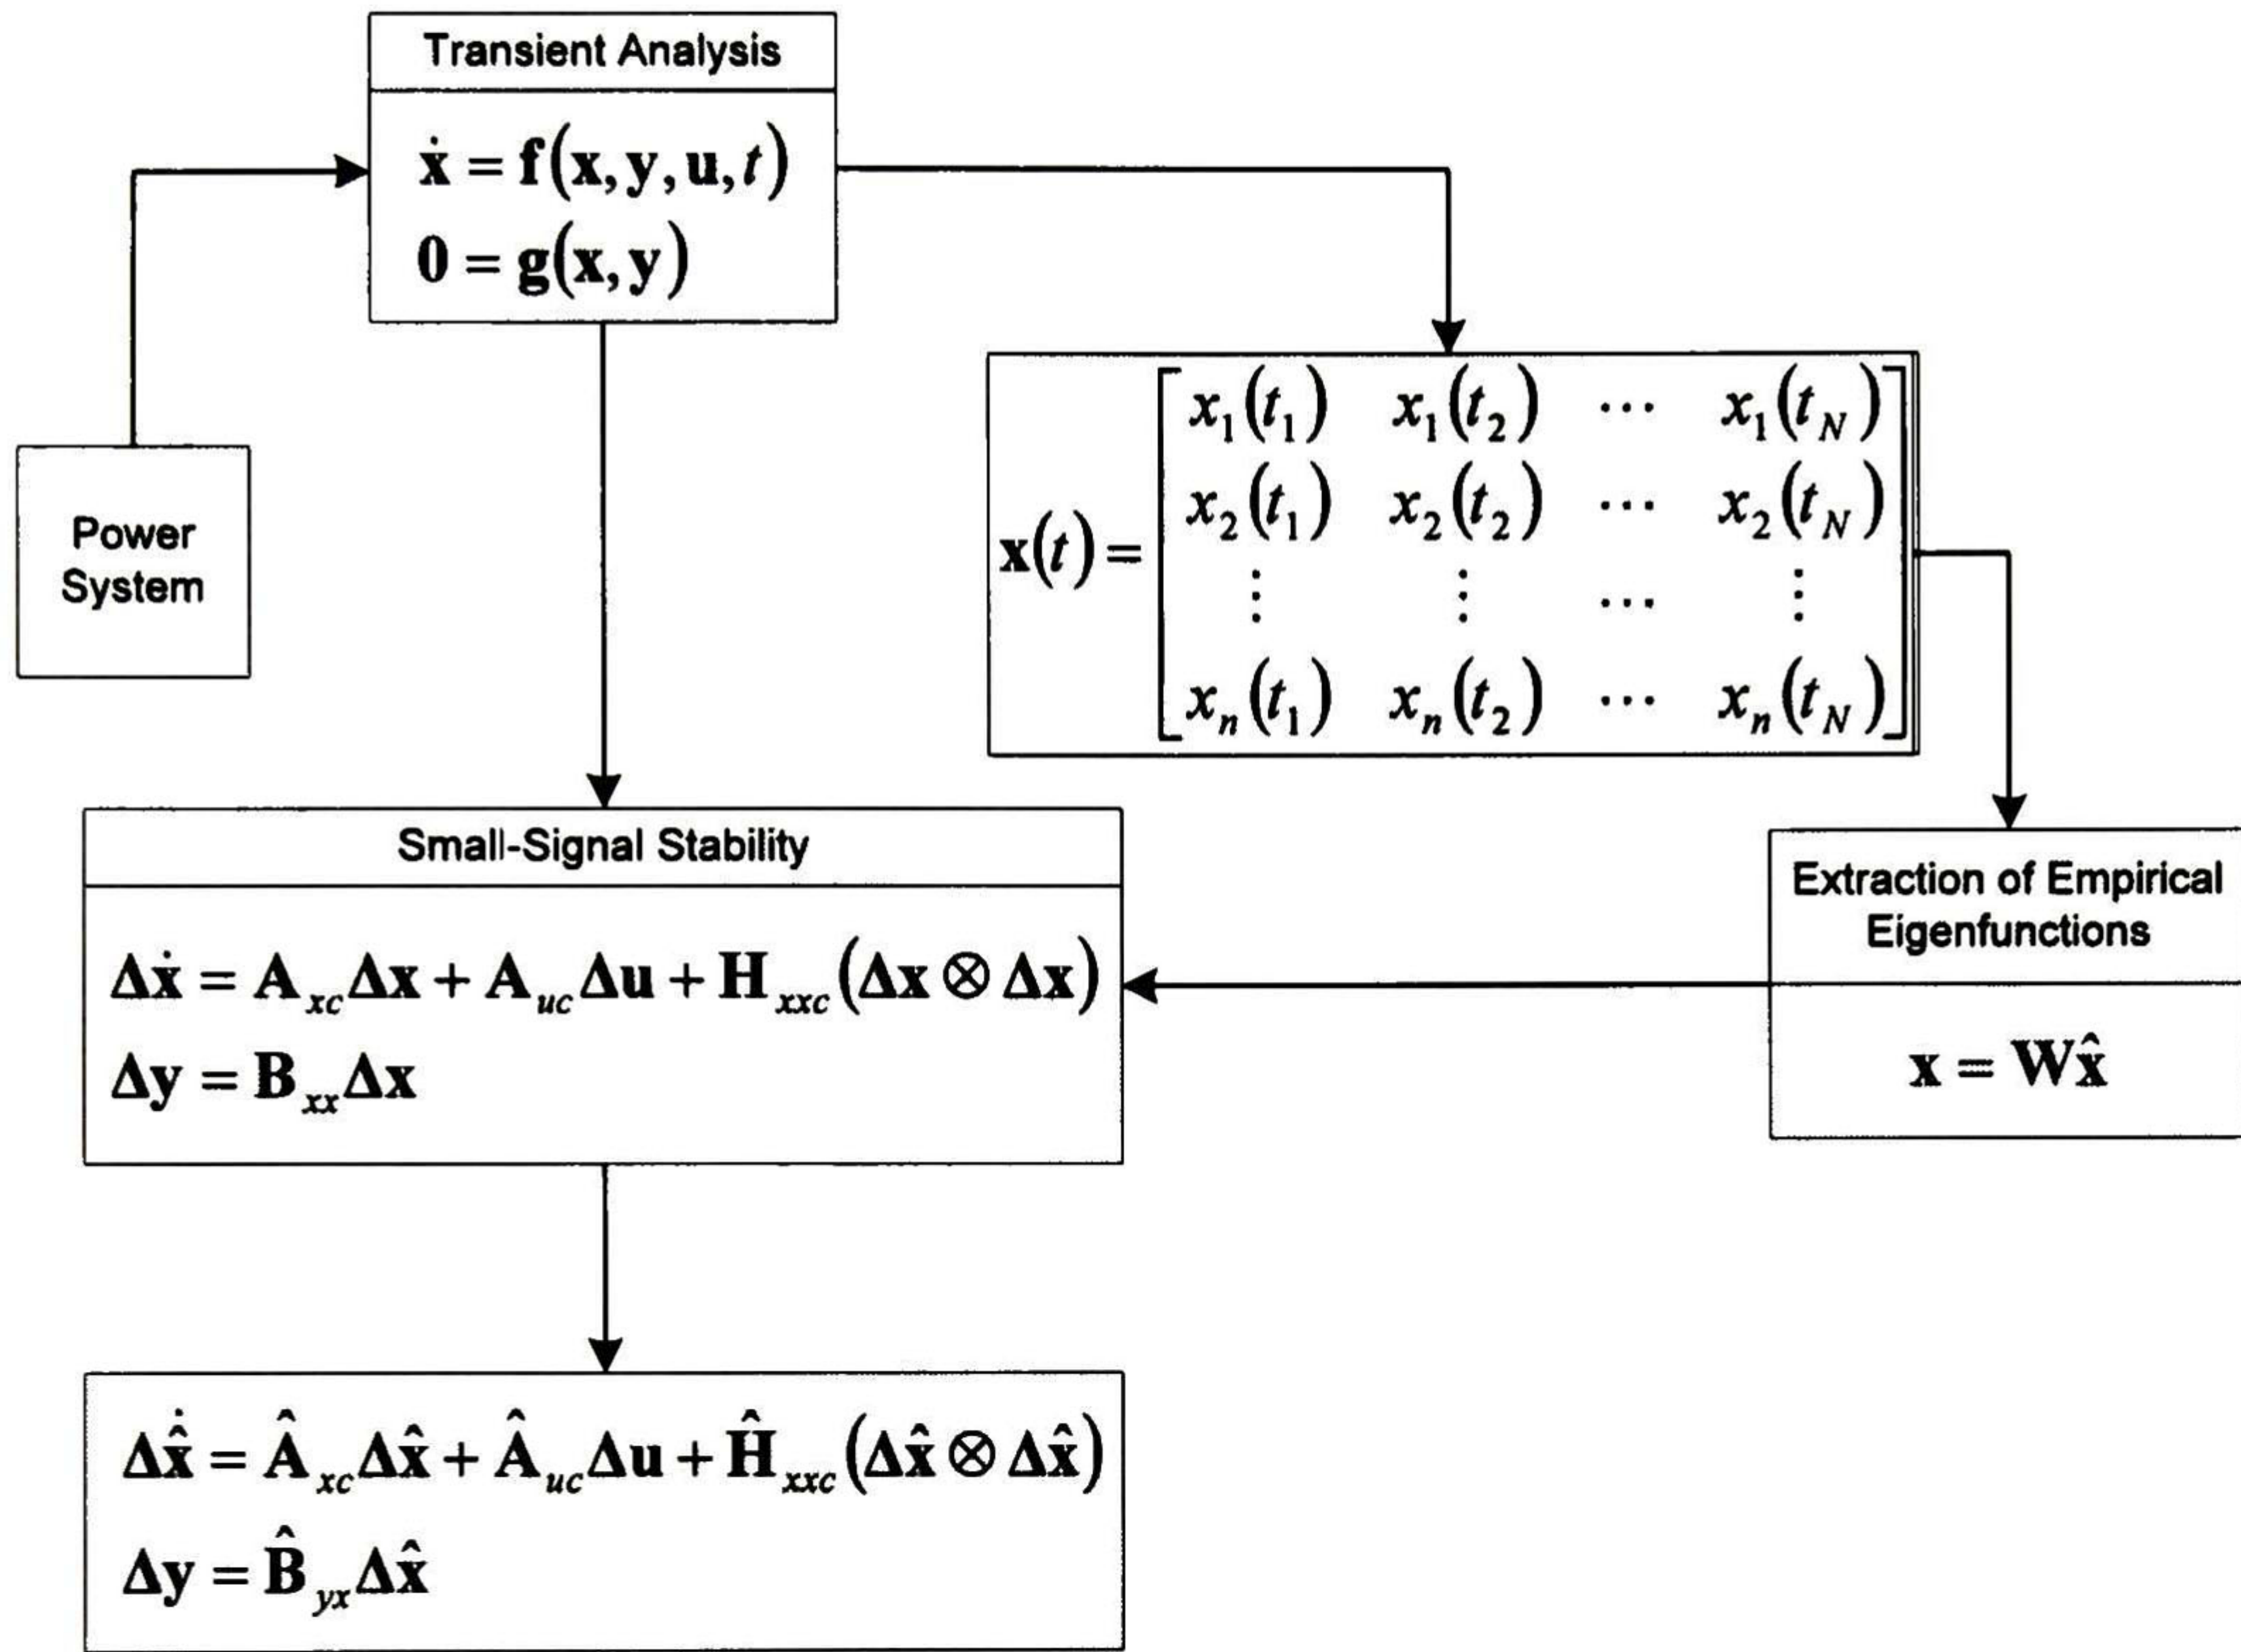 Transient Analysis
ẋ = f(x, y, u, t)
0 = g(x, y)
Power
System
x(t) = [ x₁(t₁) x₁(t₂) ⋯ x₁(t_N)
x₂(t₁) x₂(t₂) ⋯ x₂(t_N)
⋮ ⋮ ⋯ ⋮
xₙ(t₁) xₙ(t₂) ⋯ xₙ(t_N) ]
Small-Signal Stability
Δẋ = A_xc Δx + A_uc Δu + H_xxc (Δx ⊗ Δx)
Δy = B_xx Δx
Extraction of Empirical
Eigenfunctions
x = Wx̂
Δx̂̇ = Â_xc Δx̂ + Â_uc Δu + Ĥ_xxc (Δx̂ ⊗ Δx̂)
Δy = B̂_yx Δx̂